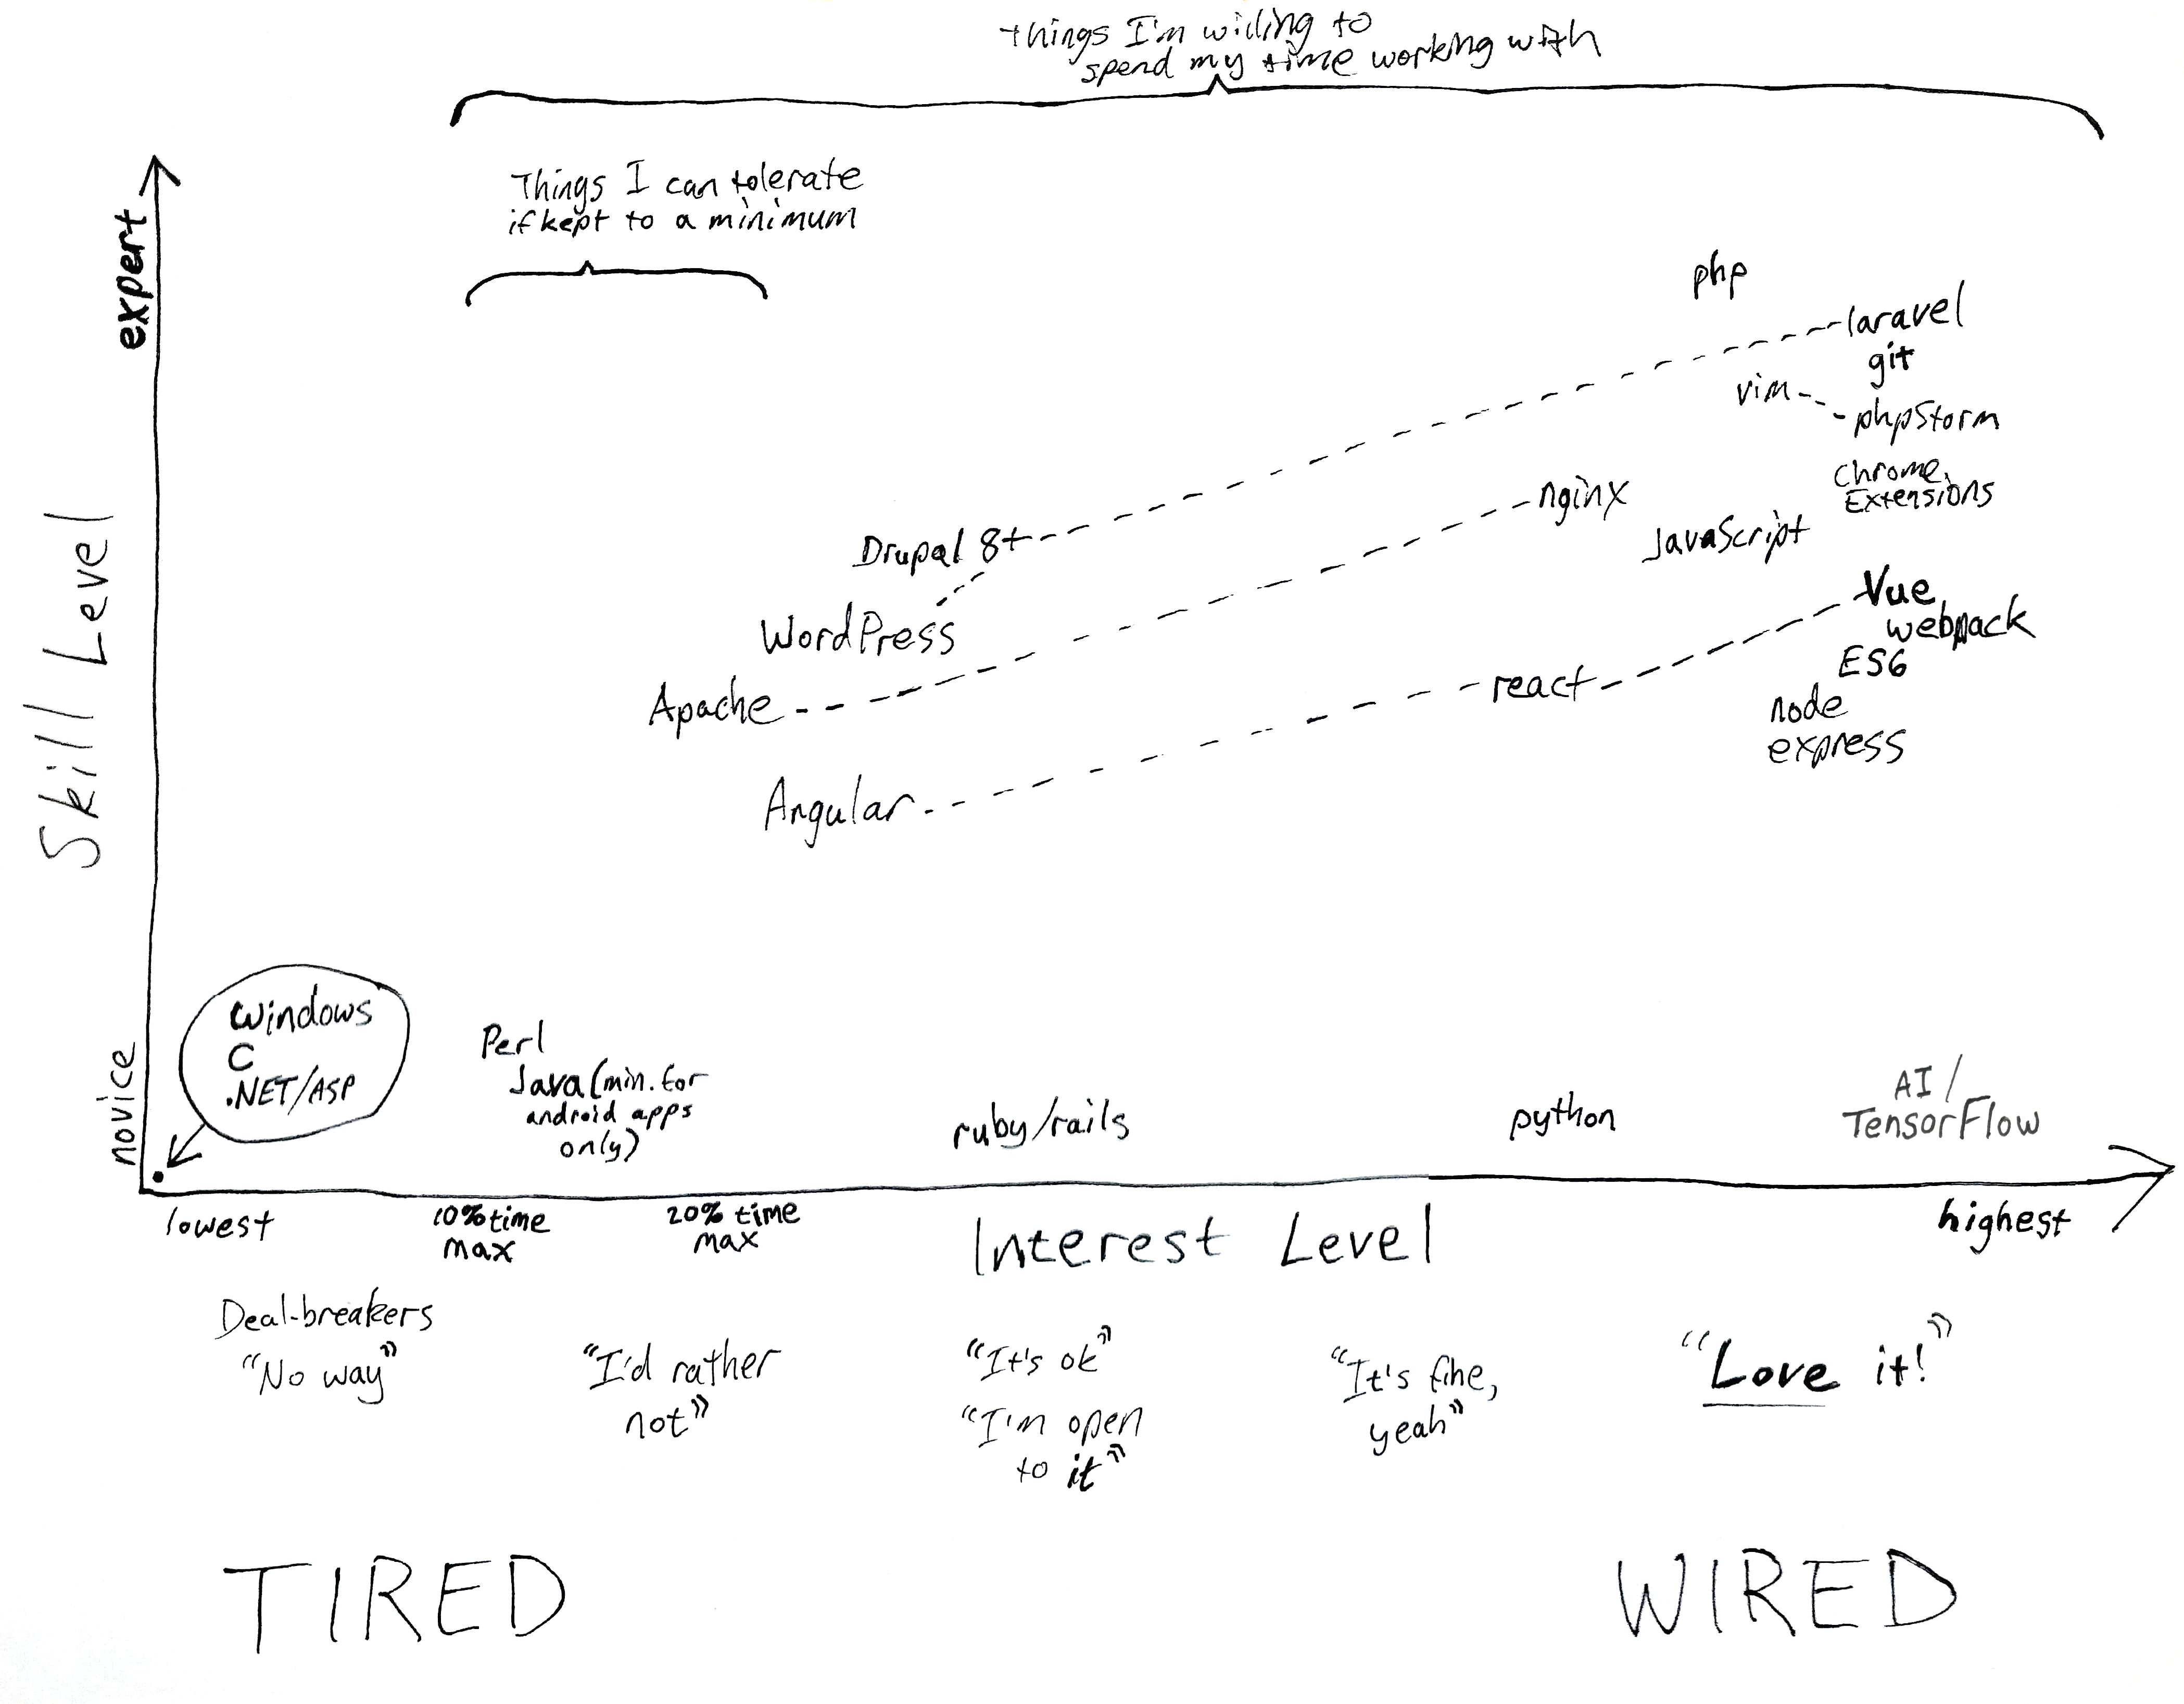 Things I'm willing to
spend my time working with
Things I can tolerate
if kept to a minimum
expert
Skill Level
novice
php
laravel
git
vim
phpStorm
Chrome
Extensions
nginx
JavaScript
Drupal 8+
WordPress
Vue
webpack
ES6
Apache
react
node
express
Angular
Windows
C
.NET/ASP
Perl
Java (min. for
android apps
only)
ruby/rails
python
AI/
TensorFlow
lowest
10% time
max
20% time
max
Interest Level
highest
Deal-breakers
"No way"
"I'd rather
not"
"It's ok"
"I'm open
to it"
"It's fine,
yeah"
"Love it!"
TIRED
WIRED